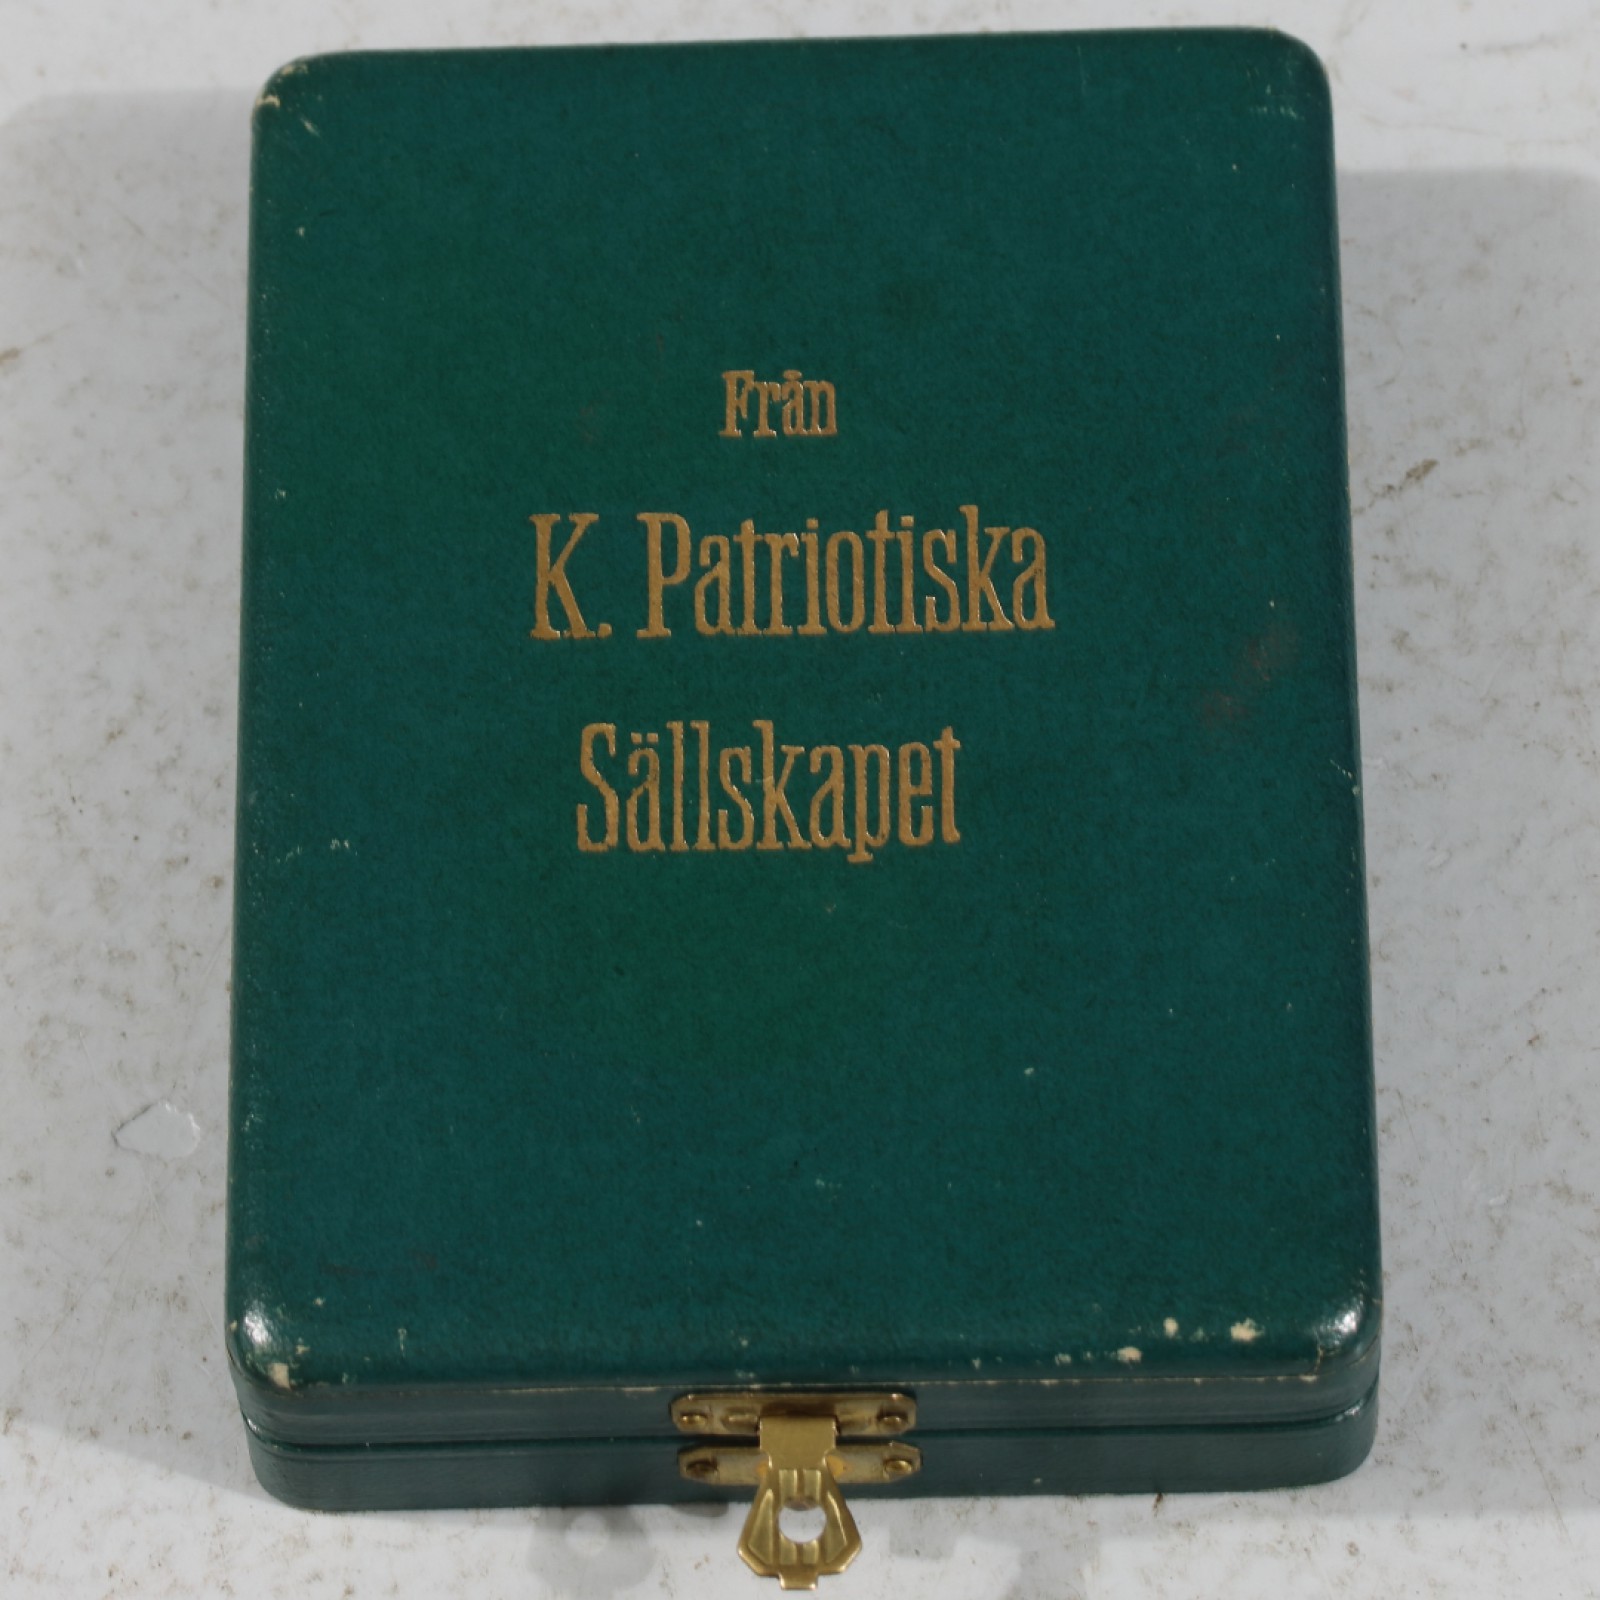 Från
K. Patriotiska
Sällskapet